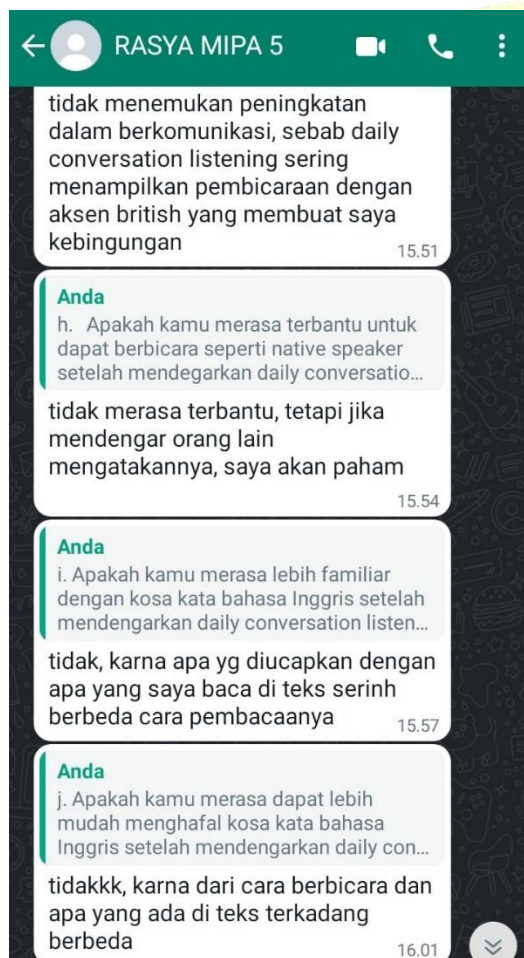 RASYA MIPA 5
tidak menemukan peningkatan
dalam berkomunikasi, sebab daily
conversation listening sering
menampilkan pembicaraan dengan
aksen british yang membuat saya
kebingungan
15.51
Anda
h. Apakah kamu merasa terbantu untuk
dapat berbicara seperti native speaker
setelah mendegarkan daily conversatio...
tidak merasa terbantu, tetapi jika
mendengar orang lain
mengatakannya, saya akan paham
15.54
Anda
i. Apakah kamu merasa lebih familiar
dengan kosa kata bahasa Inggris setelah
mendengarkan daily conversation listen...
tidak, karna apa yg diucapkan dengan
apa yang saya baca di teks serinh
berbeda cara pembacaanya
15.57
Anda
j. Apakah kamu merasa dapat lebih
mudah menghafal kosa kata bahasa
Inggris setelah mendengarkan daily con...
tidakkk, karna dari cara berbicara dan
apa yang ada di teks terkadang
berbeda
16.01